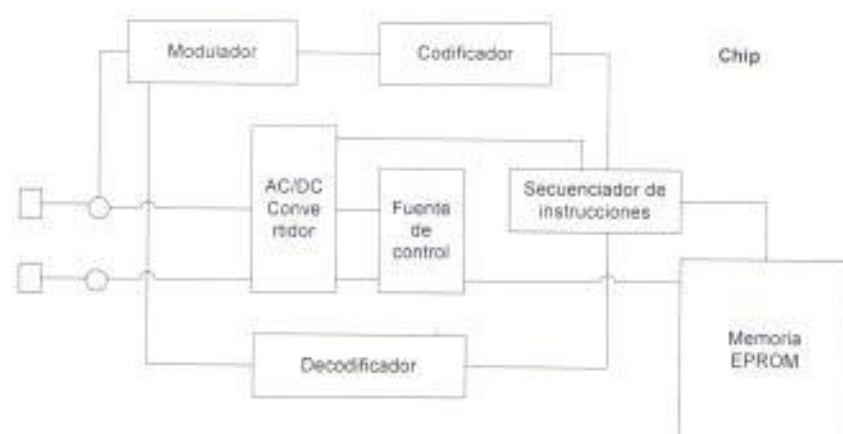 Modulador
Codificador
Chip
AC/DC
Conve
rtidor
Fuente
de
control
Secuenciador de
instrucciones
Decodificador
Memoria
EPROM